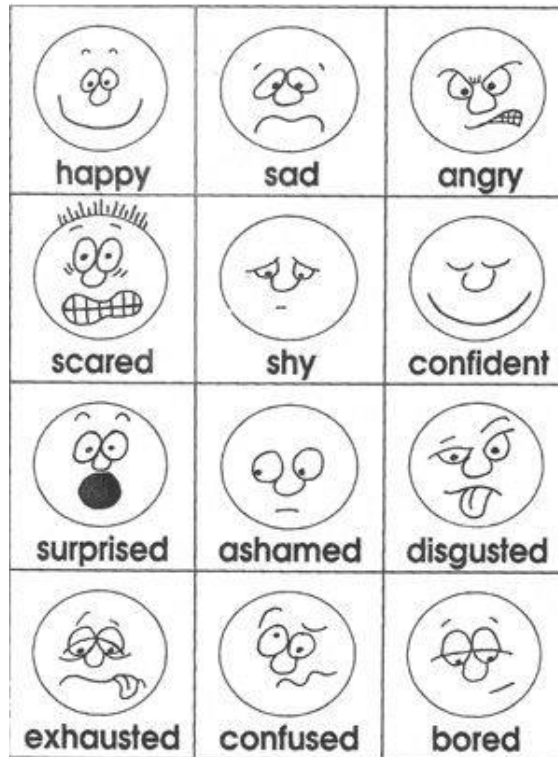 happy sad angry
scared shy confident
surprised ashamed disgusted
exhausted confused bored